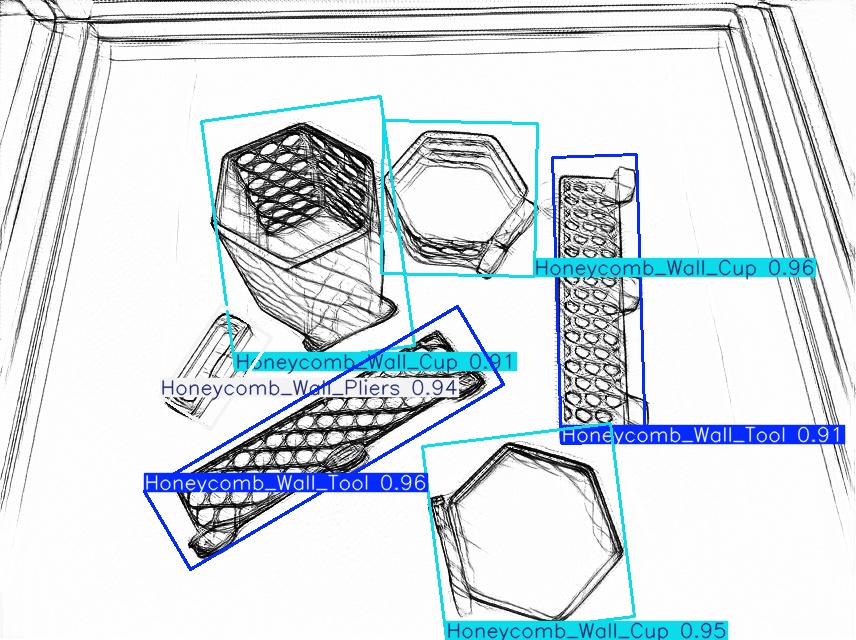 Honeycomb_Wall_Cup 0.96
Honeycomb_Wall_Cup 0.91
Honeycomb_Wall_Pliers 0.94
Honeycomb_Wall_Tool 0.91
Honeycomb_Wall_Tool 0.96
Honeycomb_Wall_Cup 0.95